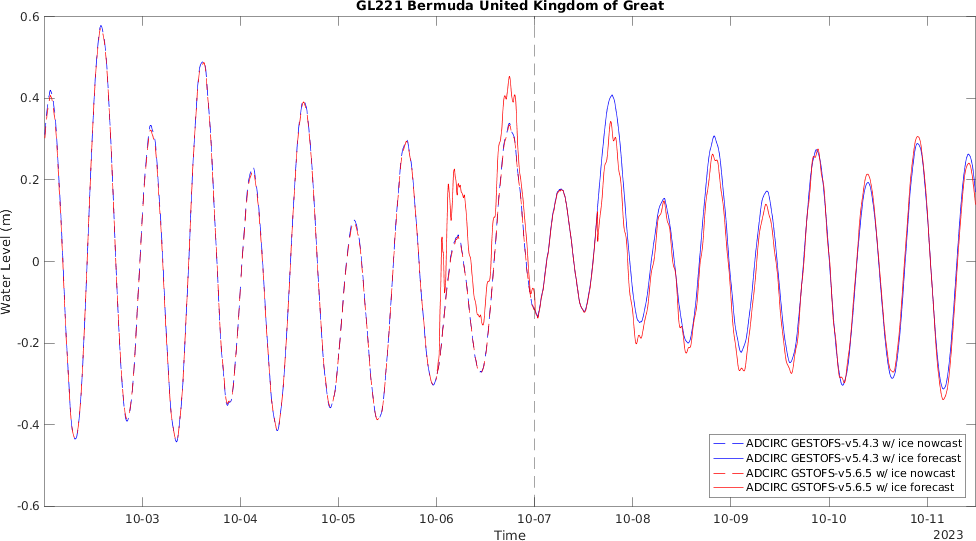 GL221 Bermuda United Kingdom of Great
0.6
0.4
0.2
0
-0.2
-0.4
-0.6
Water Level (m)
ADCIRC GESTOFS-v5.4.3 w/ ice nowcast
ADCIRC GESTOFS-v5.4.3 w/ ice forecast
ADCIRC GSTOFS-v5.6.5 w/ ice nowcast
ADCIRC GSTOFS-v5.6.5 w/ ice forecast
10-03 10-04 10-05 10-06 10-07 10-08 10-09 10-10 10-11
Time
2023